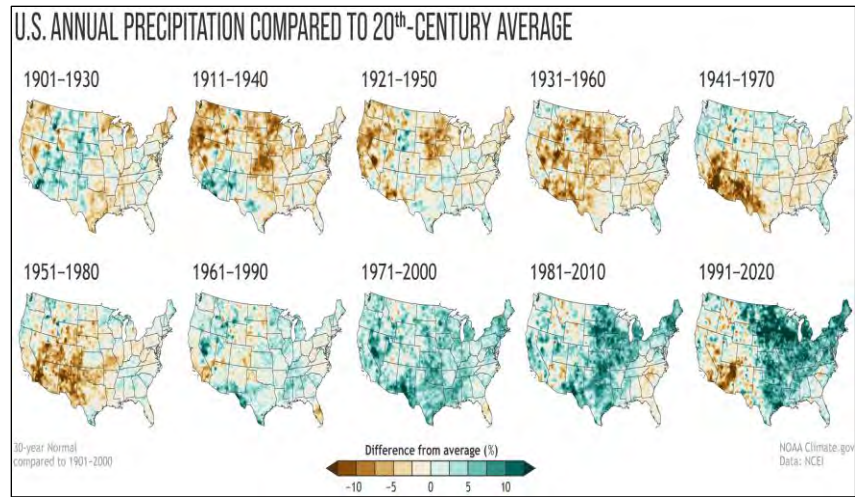 U.S. ANNUAL PRECIPITATION COMPARED TO 20th-CENTURY AVERAGE
1901–1930
1911–1940
1921–1950
1931–1960
1941–1970
1951–1980
1961–1990
1971–2000
1981–2010
1991–2020
30-year Normal
compared to 1901–2000
Difference from average (%)
-10 -5 0 5 10
NOAA Climate.gov
Data: NCEI